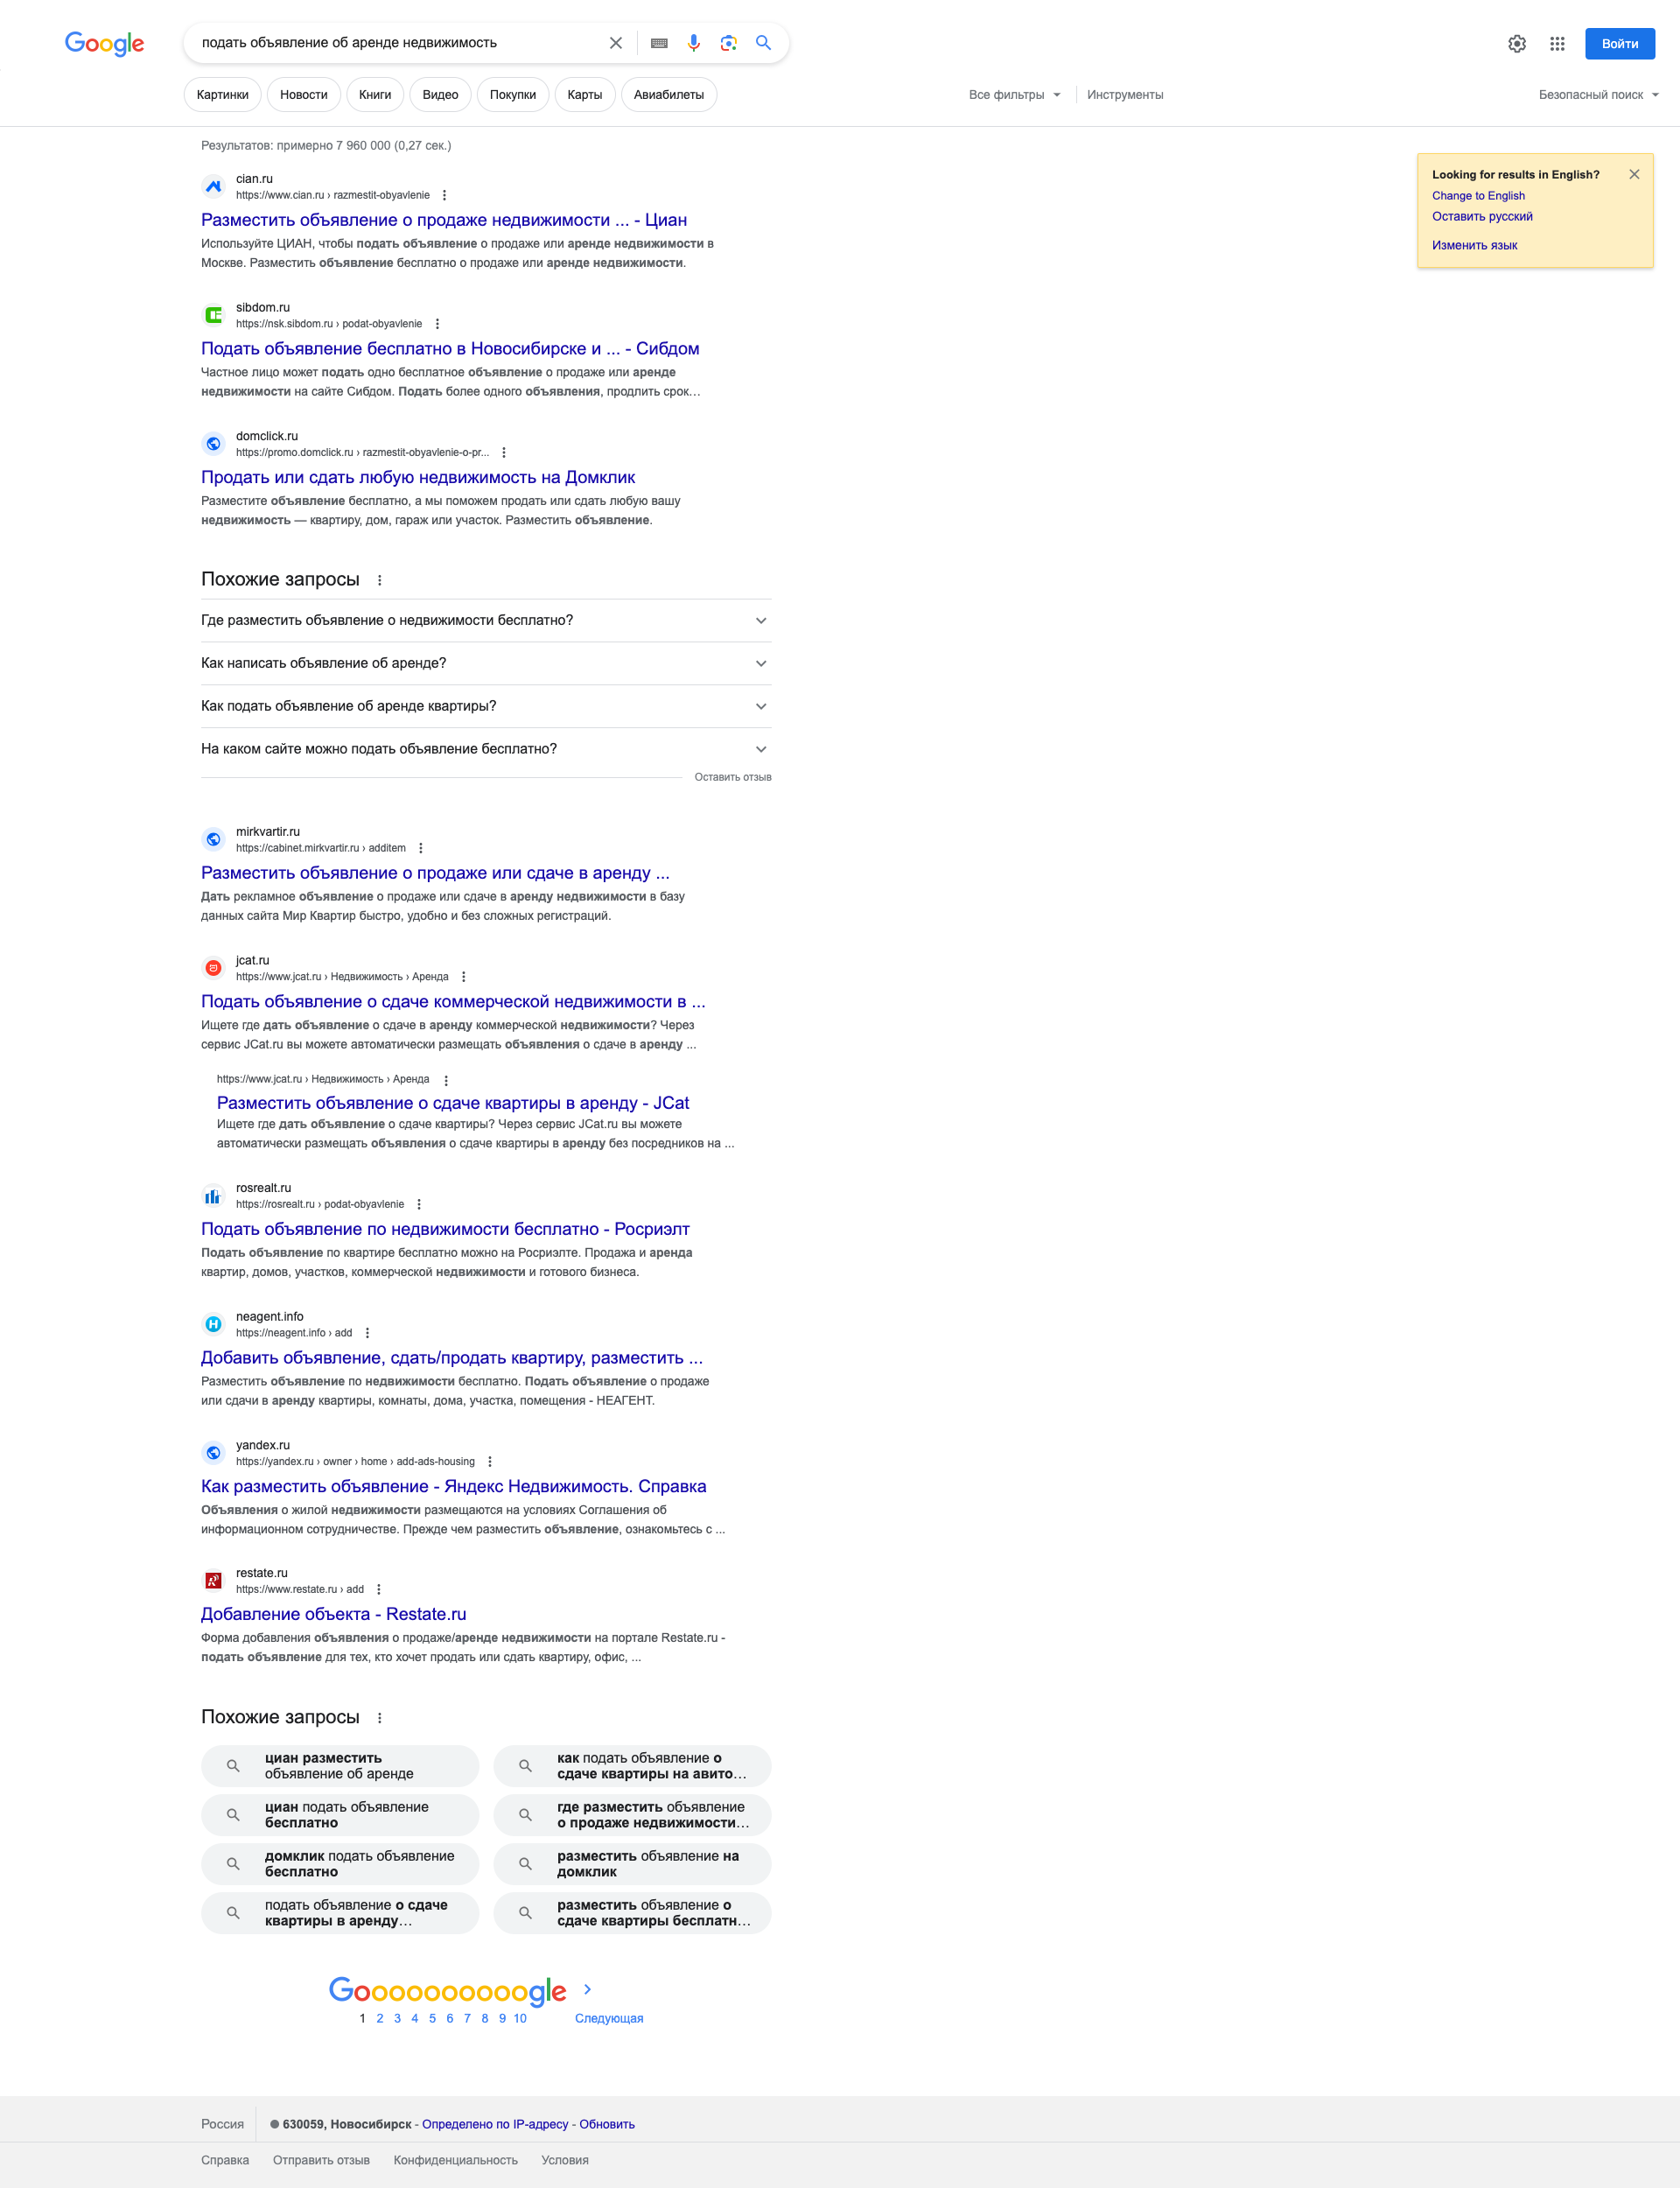 Google
подать объявление об аренде недвижимость
Войти
Картинки
Новости
Книги
Видео
Покупки
Карты
Авиабилеты
Все фильтры
Инструменты
Безопасный поиск
Результатов: примерно 7 960 000 (0,27 сек.)
Looking for results in English?
Change to English
Оставить русский
Изменить язык
cian.ru
https://www.cian.ru › razmestit-obyavlenie
Разместить объявление о продаже недвижимости ... - Циан
Используйте ЦИАН, чтобы подать объявление о продаже или аренде недвижимости в
Москве. Разместить объявление бесплатно о продаже или аренде недвижимости.
sibdom.ru
https://nsk.sibdom.ru › podat-obyavlenie
Подать объявление бесплатно в Новосибирске и ... - Сибдом
Частное лицо может подать одно бесплатное объявление о продаже или аренде
недвижимости на сайте Сибдом. Подать более одного объявления, продлить срок...
domclick.ru
https://promo.domclick.ru › razmestit-obyavlenie-o-pr...
Продать или сдать любую недвижимость на Домклик
Разместите объявление бесплатно, а мы поможем продать или сдать любую вашу
недвижимость — квартиру, дом, гараж или участок. Разместить объявление.
Похожие запросы
Где разместить объявление о недвижимости бесплатно?
Как написать объявление об аренде?
Как подать объявление об аренде квартиры?
На каком сайте можно подать объявление бесплатно?
Оставить отзыв
mirkvartir.ru
https://cabinet.mirkvartir.ru › additem
Разместить объявление о продаже или сдаче в аренду ...
Дать рекламное объявление о продаже или сдаче в аренду недвижимости в базу
данных сайта Мир Квартир быстро, удобно и без сложных регистраций.
jcat.ru
https://www.jcat.ru › Недвижимость › Аренда
Подать объявление о сдаче коммерческой недвижимости в ...
Ищете где дать объявление о сдаче в аренду коммерческой недвижимости? Через
сервис JCat.ru вы можете автоматически размещать объявления о сдаче в аренду ...
https://www.jcat.ru › Недвижимость › Аренда
Разместить объявление о сдаче квартиры в аренду - JCat
Ищете где дать объявление о сдаче квартиры? Через сервис JCat.ru вы можете
автоматически размещать объявления о сдаче квартиры в аренду без посредников на ...
rosrealt.ru
https://rosrealt.ru › podat-obyavlenie
Подать объявление по недвижимости бесплатно - Росриэлт
Подать объявление по квартире бесплатно можно на Росриэлте. Продажа и аренда
квартир, домов, участков, коммерческой недвижимости и готового бизнеса.
neagent.info
https://neagent.info › add
Добавить объявление, сдать/продать квартиру, разместить ...
Разместить объявление по недвижимости бесплатно. Подать объявление о продаже
или сдачи в аренду квартиры, комнаты, дома, участка, помещения - НЕАГЕНТ.
yandex.ru
https://yandex.ru › owner › home › add-ads-housing
Как разместить объявление - Яндекс Недвижимость. Справка
Объявления о жилой недвижимости размещаются на условиях Соглашения об
информационном сотрудничестве. Прежде чем разместить объявление, ознакомьтесь с ...
restate.ru
https://www.restate.ru › add
Добавление объекта - Restate.ru
Форма добавления объявления о продаже/аренде недвижимости на портале Restate.ru -
подать объявление для тех, кто хочет продать или сдать квартиру, офис, ...
Похожие запросы
циан разместить
объявление об аренде
как подать объявление о
сдаче квартиры на авито...
циан подать объявление
бесплатно
где разместить объявление
о продаже недвижимости...
домклик подать объявление
бесплатно
разместить объявление на
домклик
подать объявление о сдаче
квартиры в аренду...
разместить объявление о
сдаче квартиры бесплатн...
Goooooooooogle
1 2 3 4 5 6 7 8 9 10 Следующая
Россия
630059, Новосибирск - Определено по IP-адресу - Обновить
Справка
Отправить отзыв
Конфиденциальность
Условия